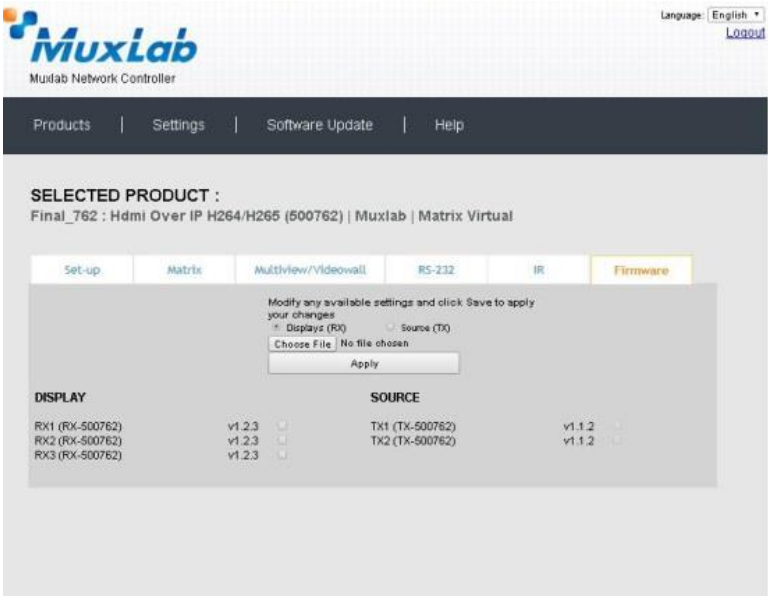 Language: English
Logout
MuxLab
Muxlab Network Controller
Products | Settings | Software Update | Help
SELECTED PRODUCT :
Final_762 : Hdmi Over IP H264/H265 (500762) | Muxlab | Matrix Virtual
Set-up Matrix Multiview/Videowall RS-232 IR Firmware
Modify any available settings and click Save to apply
your changes
Displays (RX) Source (TX)
Choose File No file chosen
Apply
DISPLAY SOURCE
RX1 (RX-500762) v1.2.3 TX1 (TX-500762) v1.1.2
RX2 (RX-500762) v1.2.3 TX2 (TX-500762) v1.1.2
RX3 (RX-500762) v1.2.3